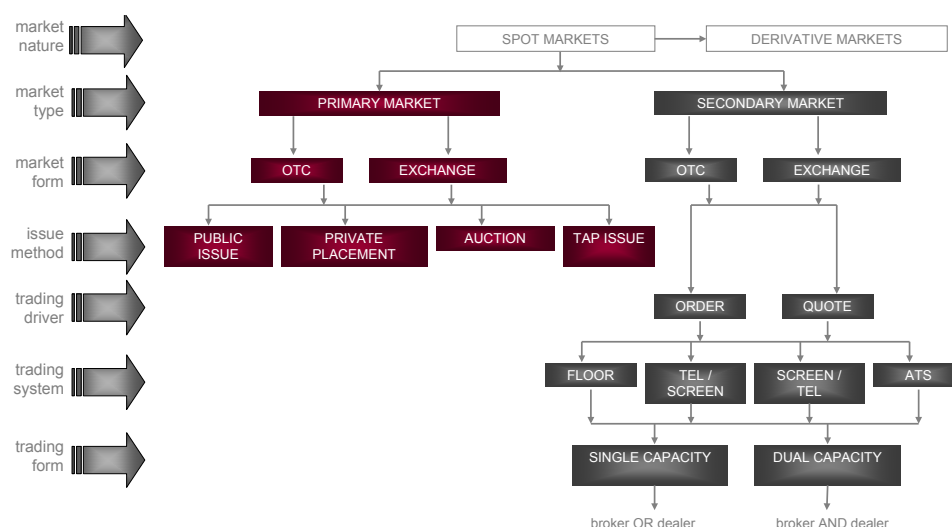 market
nature
SPOT MARKETS
DERIVATIVE MARKETS
market
type
PRIMARY MARKET
SECONDARY MARKET
market
form
OTC
EXCHANGE
OTC
EXCHANGE
issue
method
PUBLIC
ISSUE
PRIVATE
PLACEMENT
AUCTION
TAP ISSUE
trading
driver
ORDER
QUOTE
trading
system
FLOOR
TEL /
SCREEN
SCREEN /
TEL
ATS
trading
form
SINGLE CAPACITY
DUAL CAPACITY
broker OR dealer
broker AND dealer